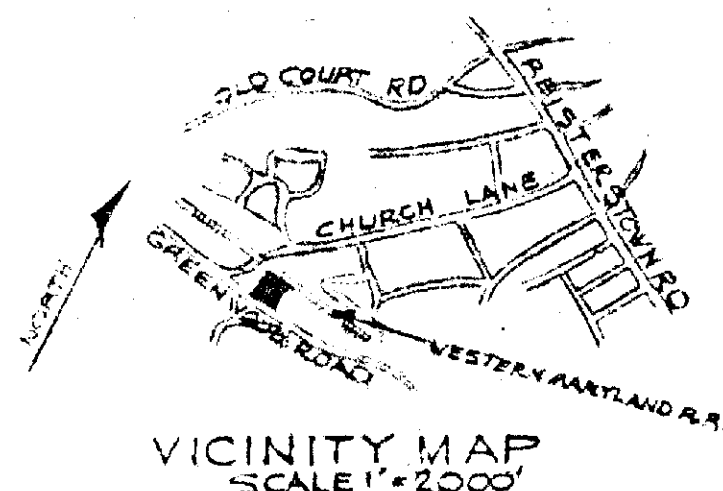 OLD COURT RD
REISTERSTOWN RD
CHURCH LANE
NORTH
GREENWOOD ROAD
WESTERN MARYLAND R.R.
VICINITY MAP
SCALE 1"=2000'